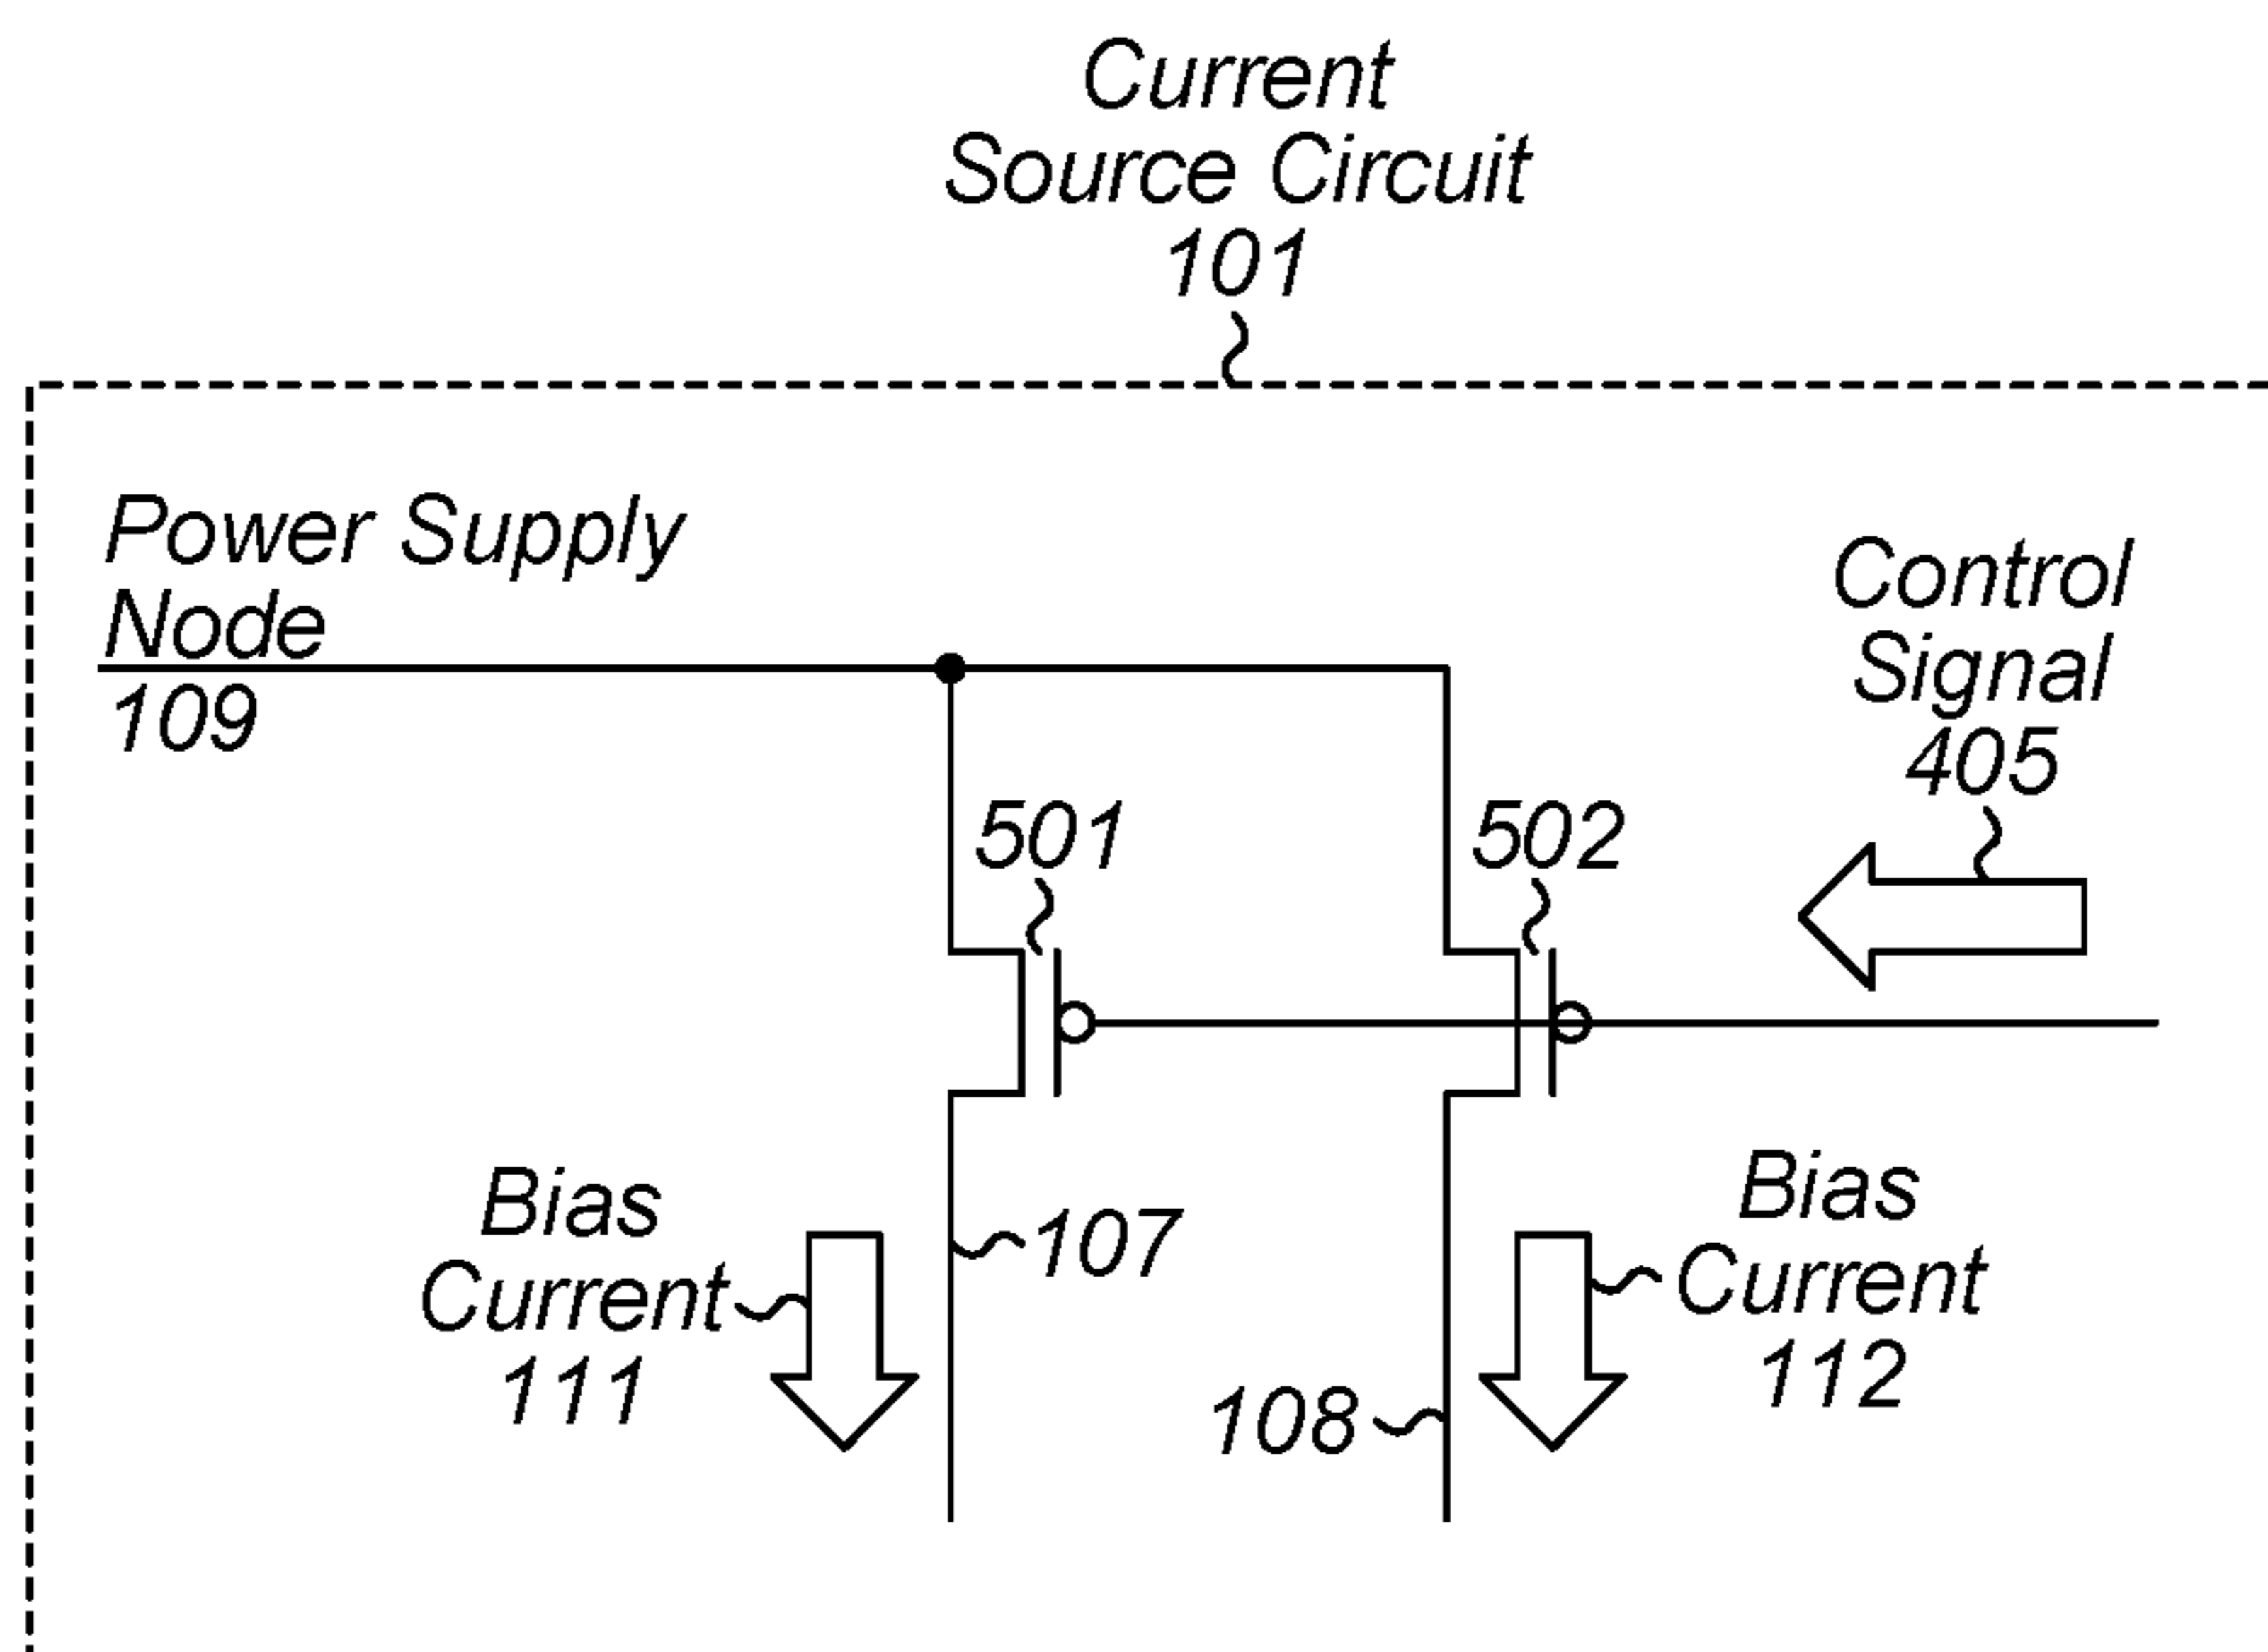 Current
Source Circuit
101
Power Supply
Node
109
Control
Signal
405
501
502
Bias
Current
111
107
108
Bias
Current
112